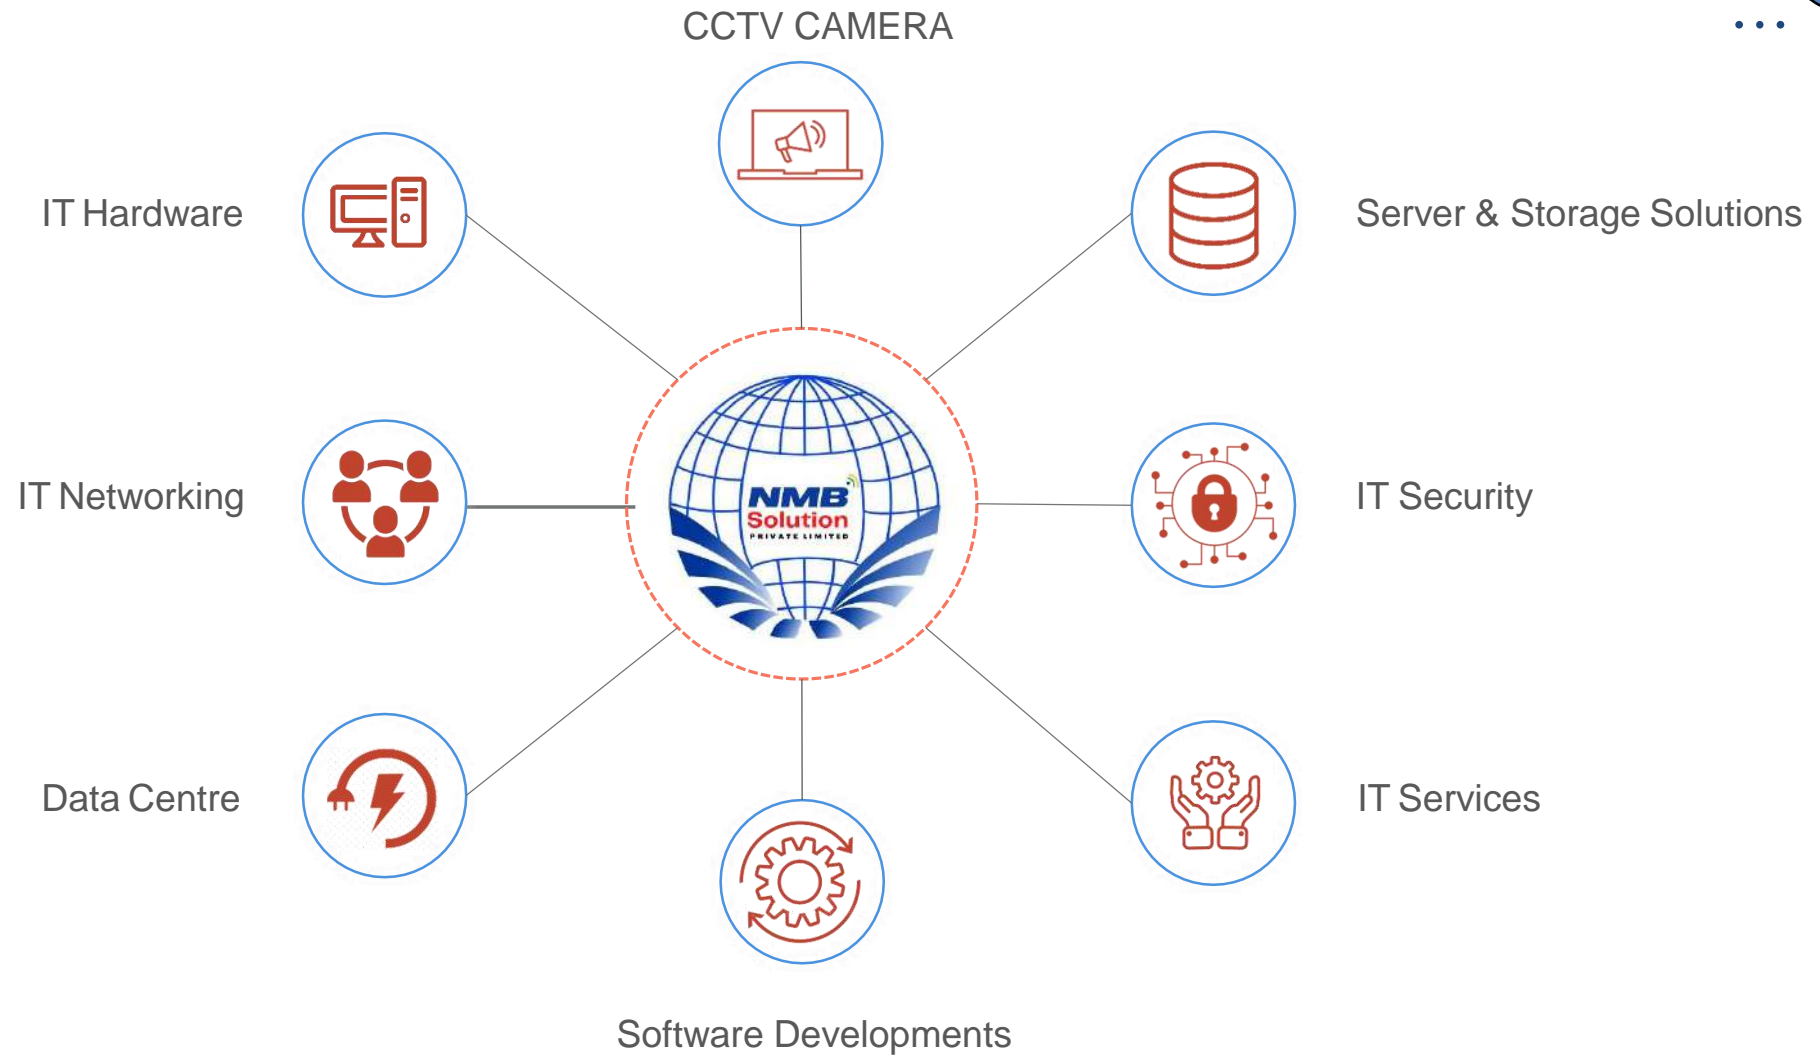 CCTV CAMERA
IT Hardware
Server & Storage Solutions
IT Networking
NMB
Solution
PRIVATE LIMITED
IT Security
Data Centre
IT Services
Software Developments